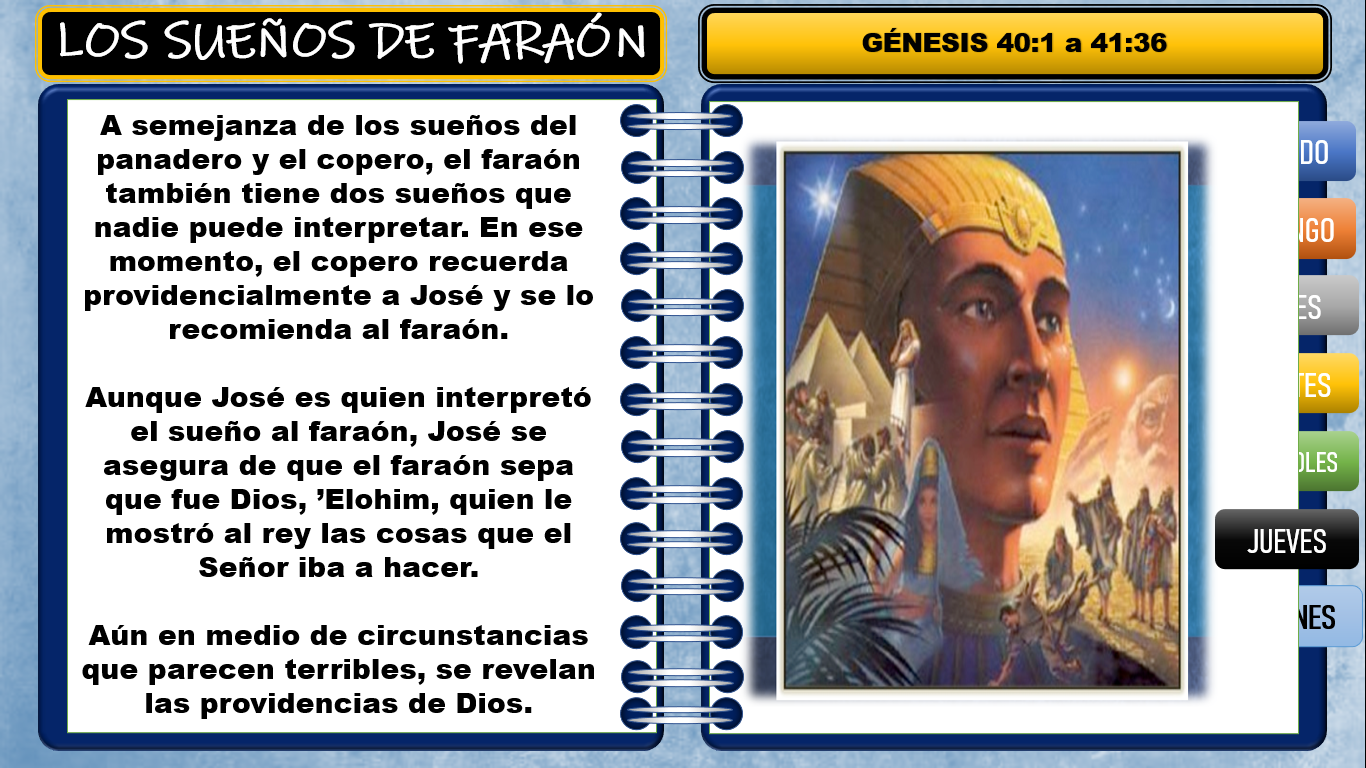 LOS SUEÑOS DE FARAÓN
GÉNESIS 40:1 a 41:36
A semejanza de los sueños del
panadero y el copero, el faraón
también tiene dos sueños que
nadie puede interpretar. En ese
momento, el copero recuerda
providencialmente a José y se lo
recomienda al faraón.
Aunque José es quien interpretó
el sueño al faraón, José se
asegura de que el faraón sepa
que fue Dios, ’Elohim, quien le
mostró al rey las cosas que el
Señor iba a hacer.
Aún en medio de circunstancias
que parecen terribles, se revelan
las providencias de Dios.
DO
NGO
ES
TES
OLES
JUEVES
NES